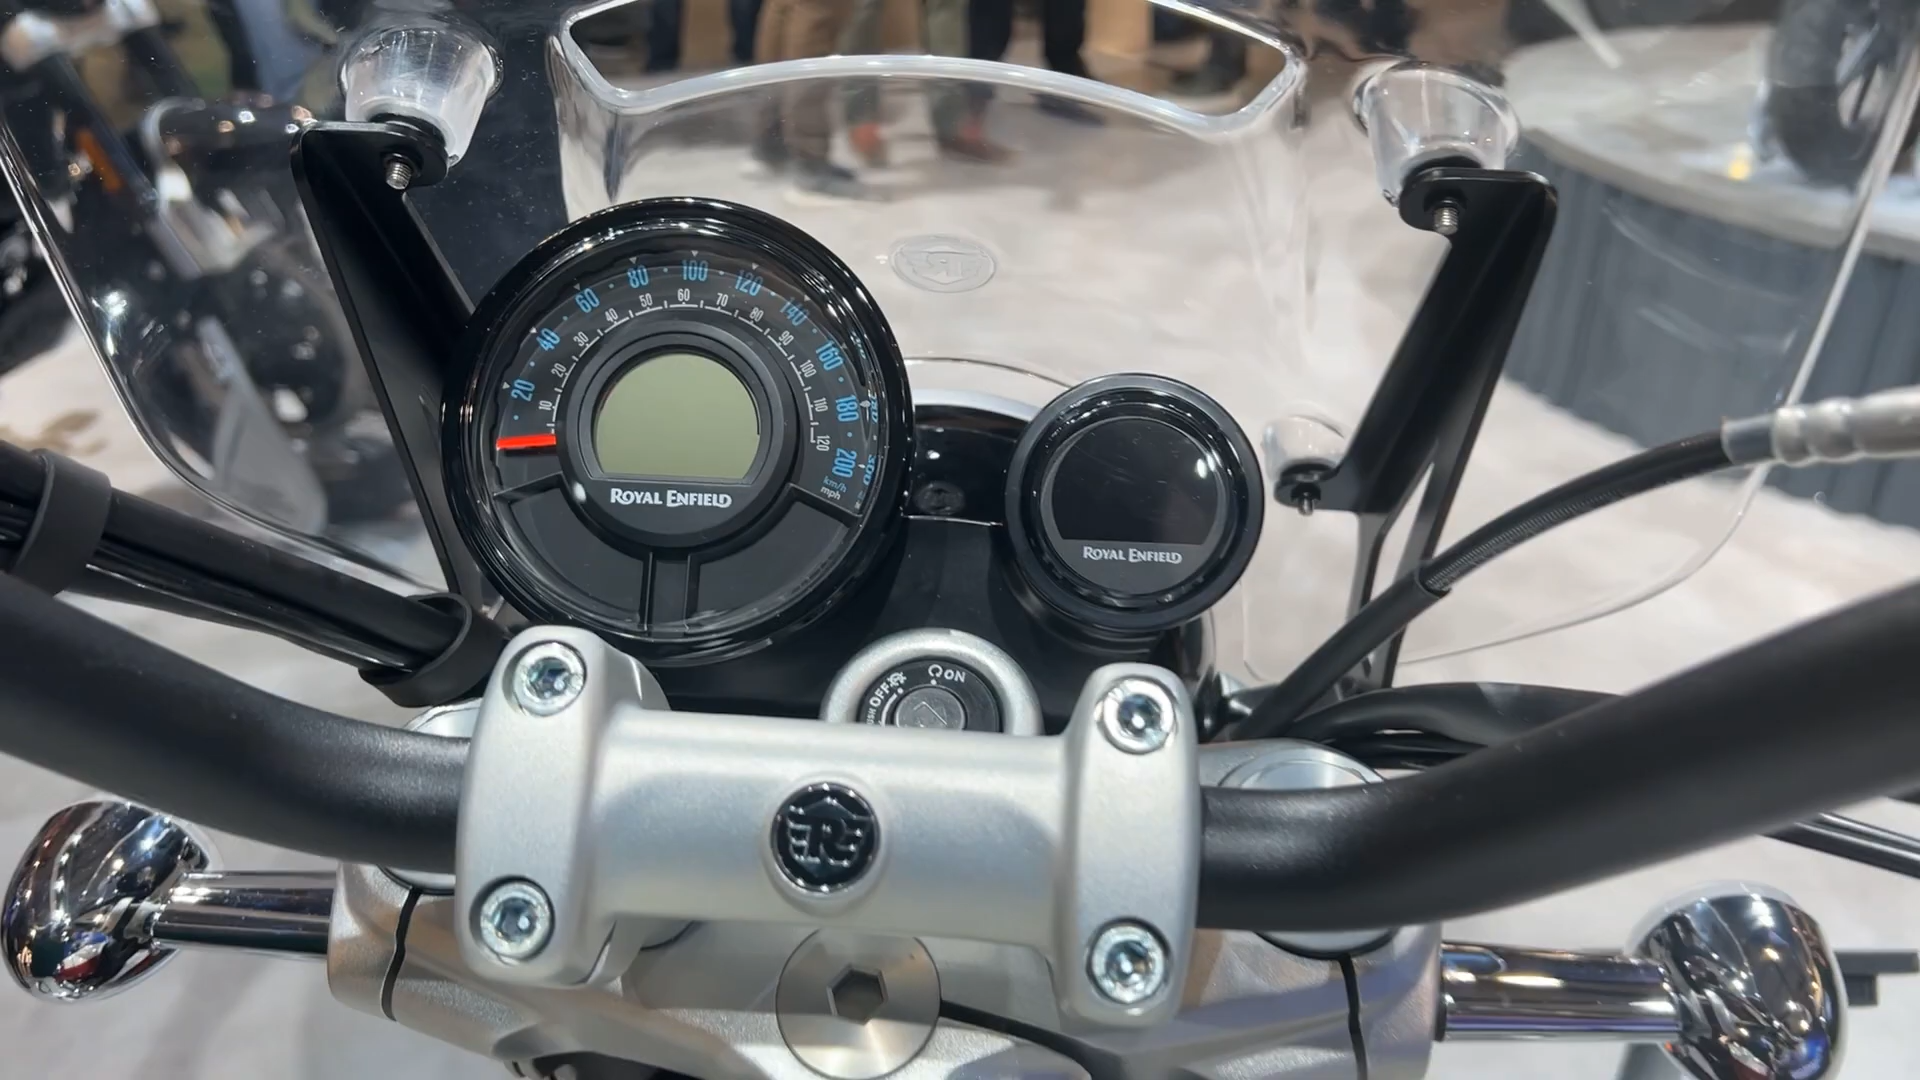 20 40 60 80 100 120 140 160 180 200
10 20 30 40 50 60 70 80 90 100 110 120
km/h
mph
ROYAL ENFIELD
ROYAL ENFIELD
OFF ON
R